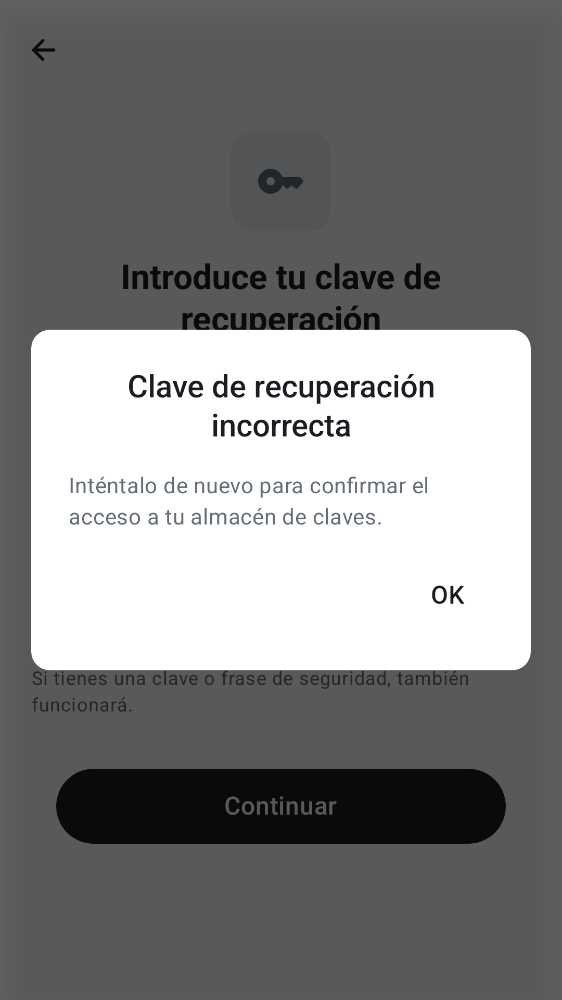 Introduce tu clave de
recuperación
Clave de recuperación
incorrecta
Inténtalo de nuevo para confirmar el
acceso a tu almacén de claves.
OK
Si tienes una clave o frase de seguridad, también
funcionará.
Continuar